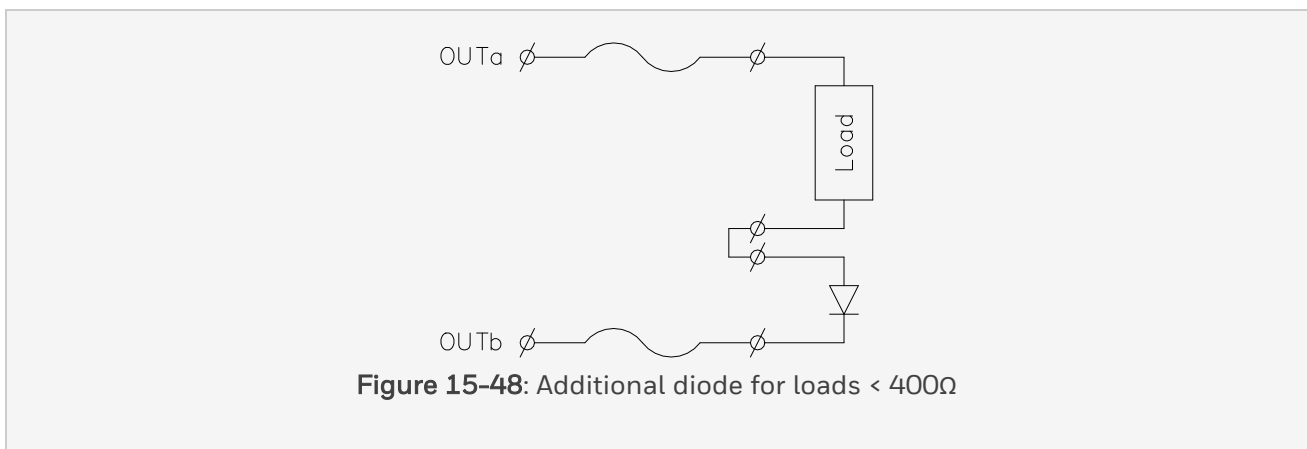 OUTa
Load
OUTb
Figure 15-48: Additional diode for loads < 400Ω